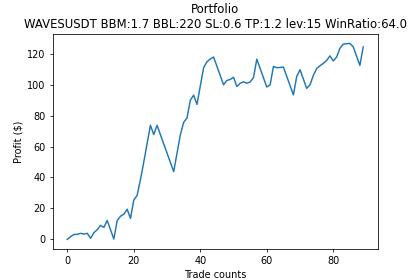 Portfolio
WAVESUSDT BBM:1.7 BBL:220 SL:0.6 TP:1.2 lev:15 WinRatio:64.0
120
100
80
60
40
20
0
Profit ($)
0 20 40 60 80
Trade counts